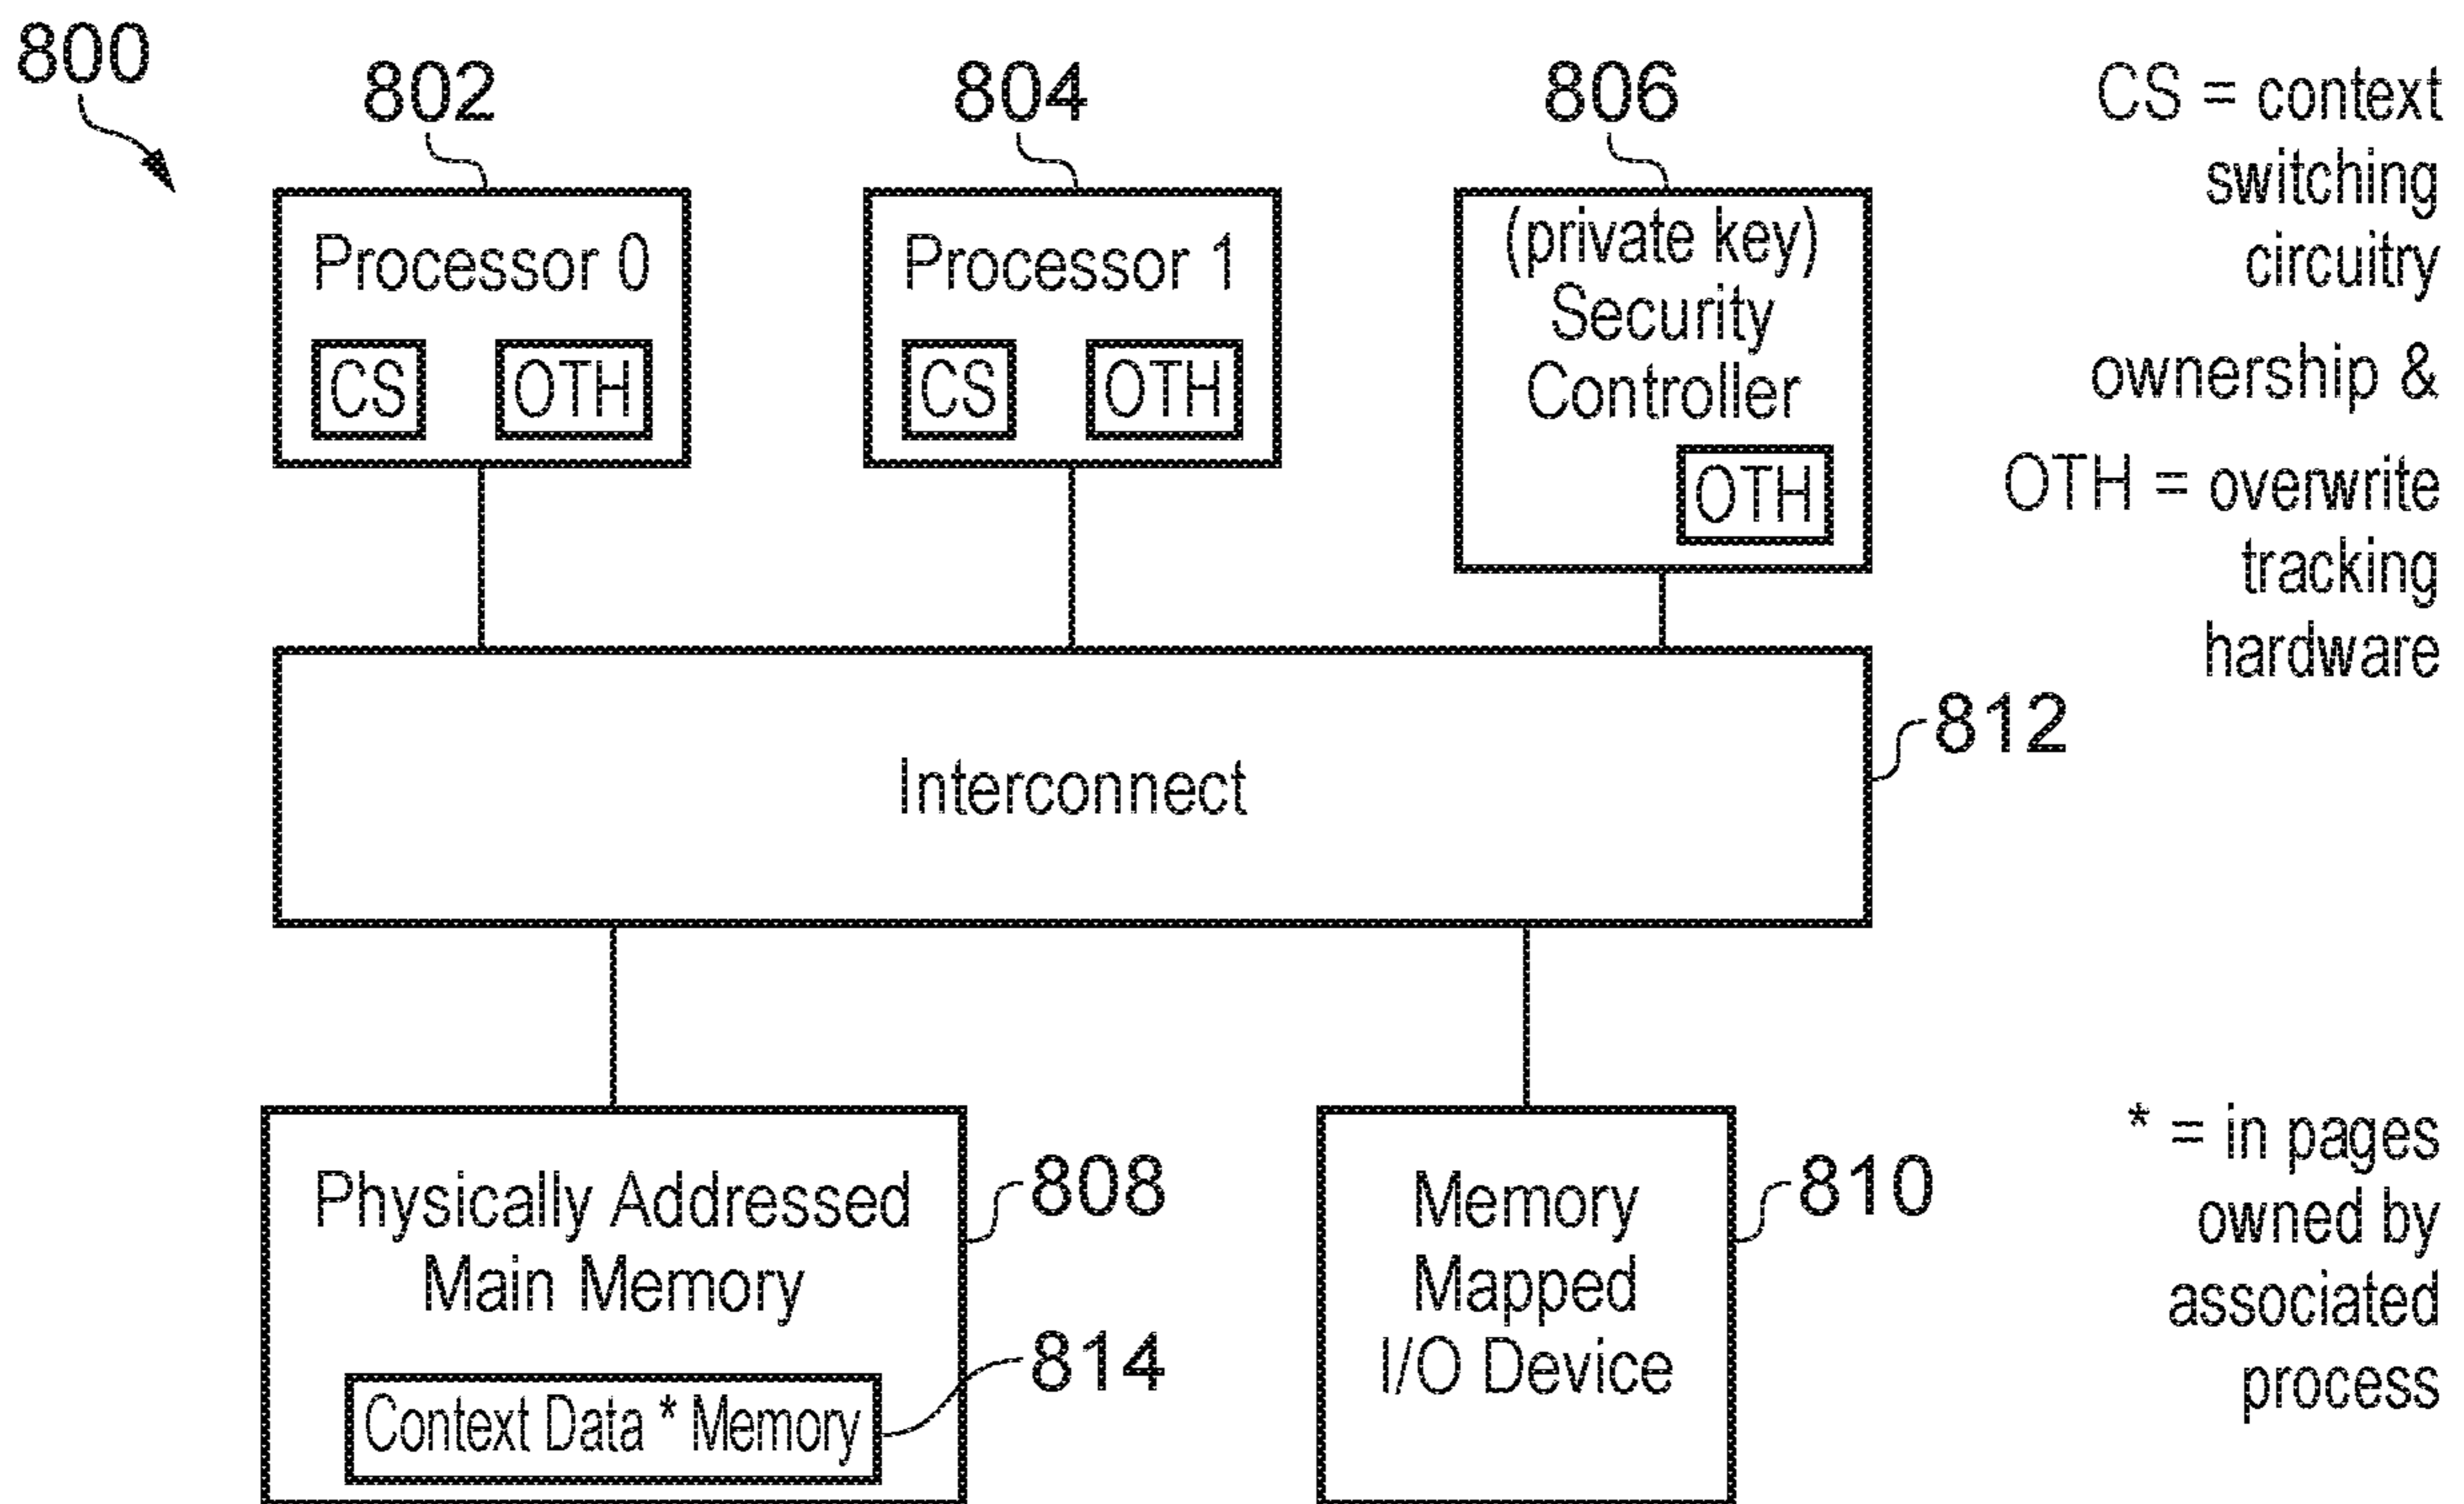 800
802
804
806
Processor 0
CS
OTH
Processor 1
CS
OTH
(private key)
Security
Controller
OTH
CS = context
switching
circuitry
ownership &
OTH = overwrite
tracking
hardware
Interconnect
812
Physically Addressed
Main Memory
808
Context Data * Memory
814
Memory
Mapped
I/O Device
810
* = in pages
owned by
associated
process